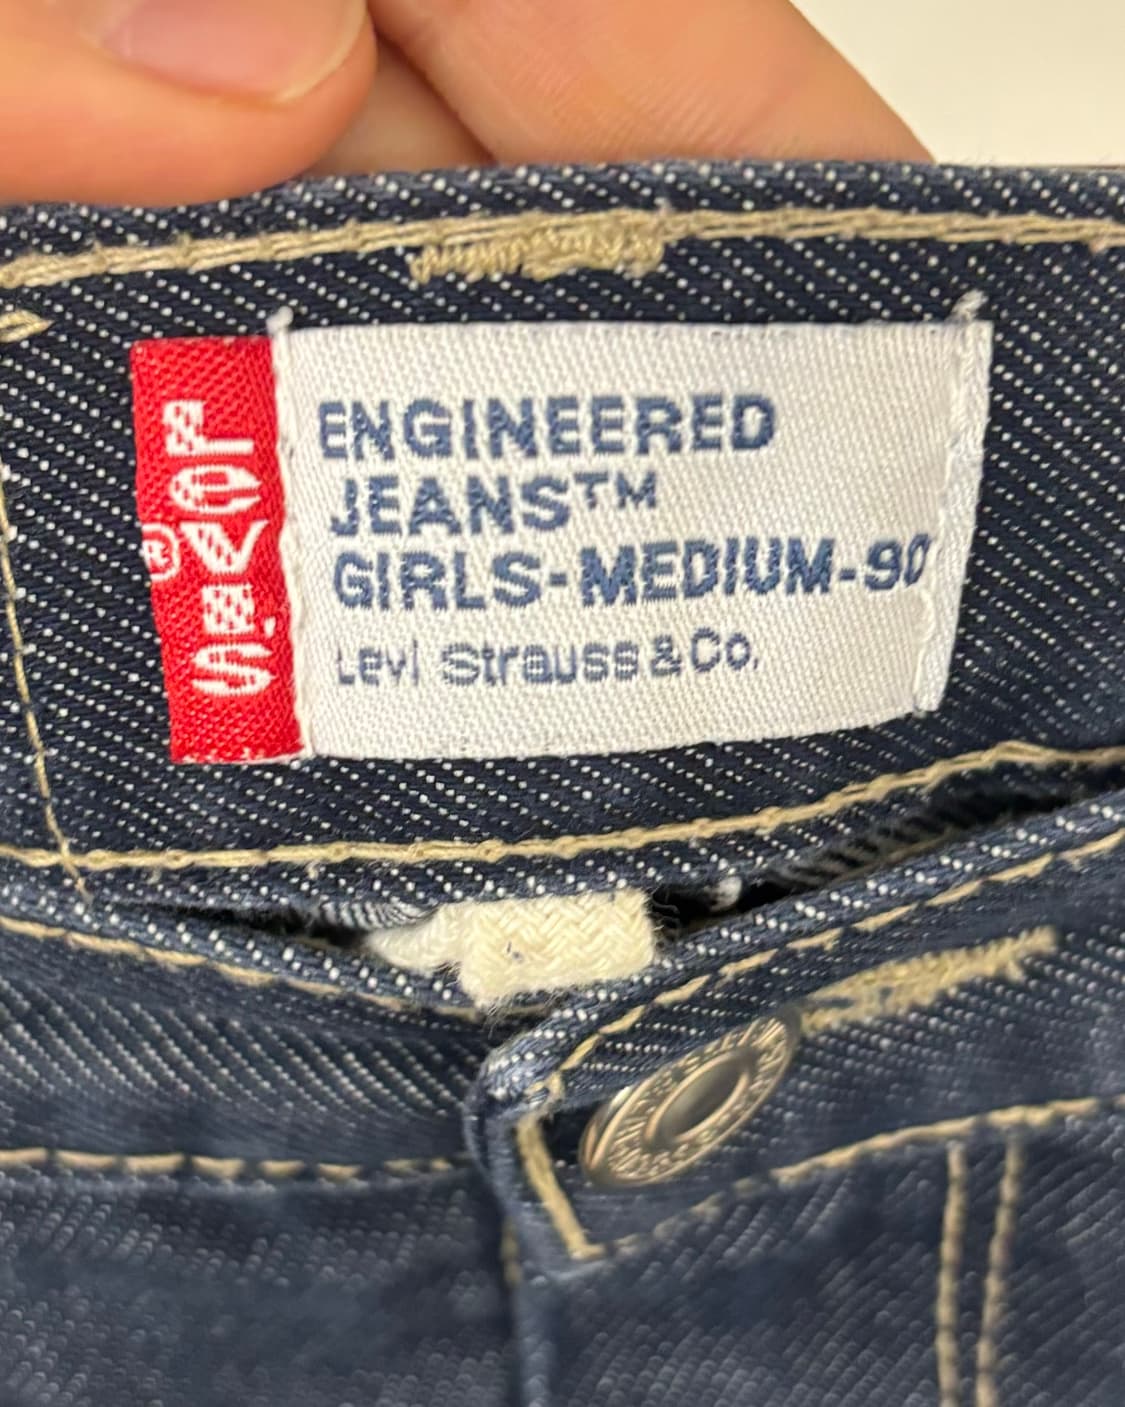 LEVI'S®
ENGINEERED
JEANS™
GIRLS-MEDIUM-90
Levi Strauss & Co.